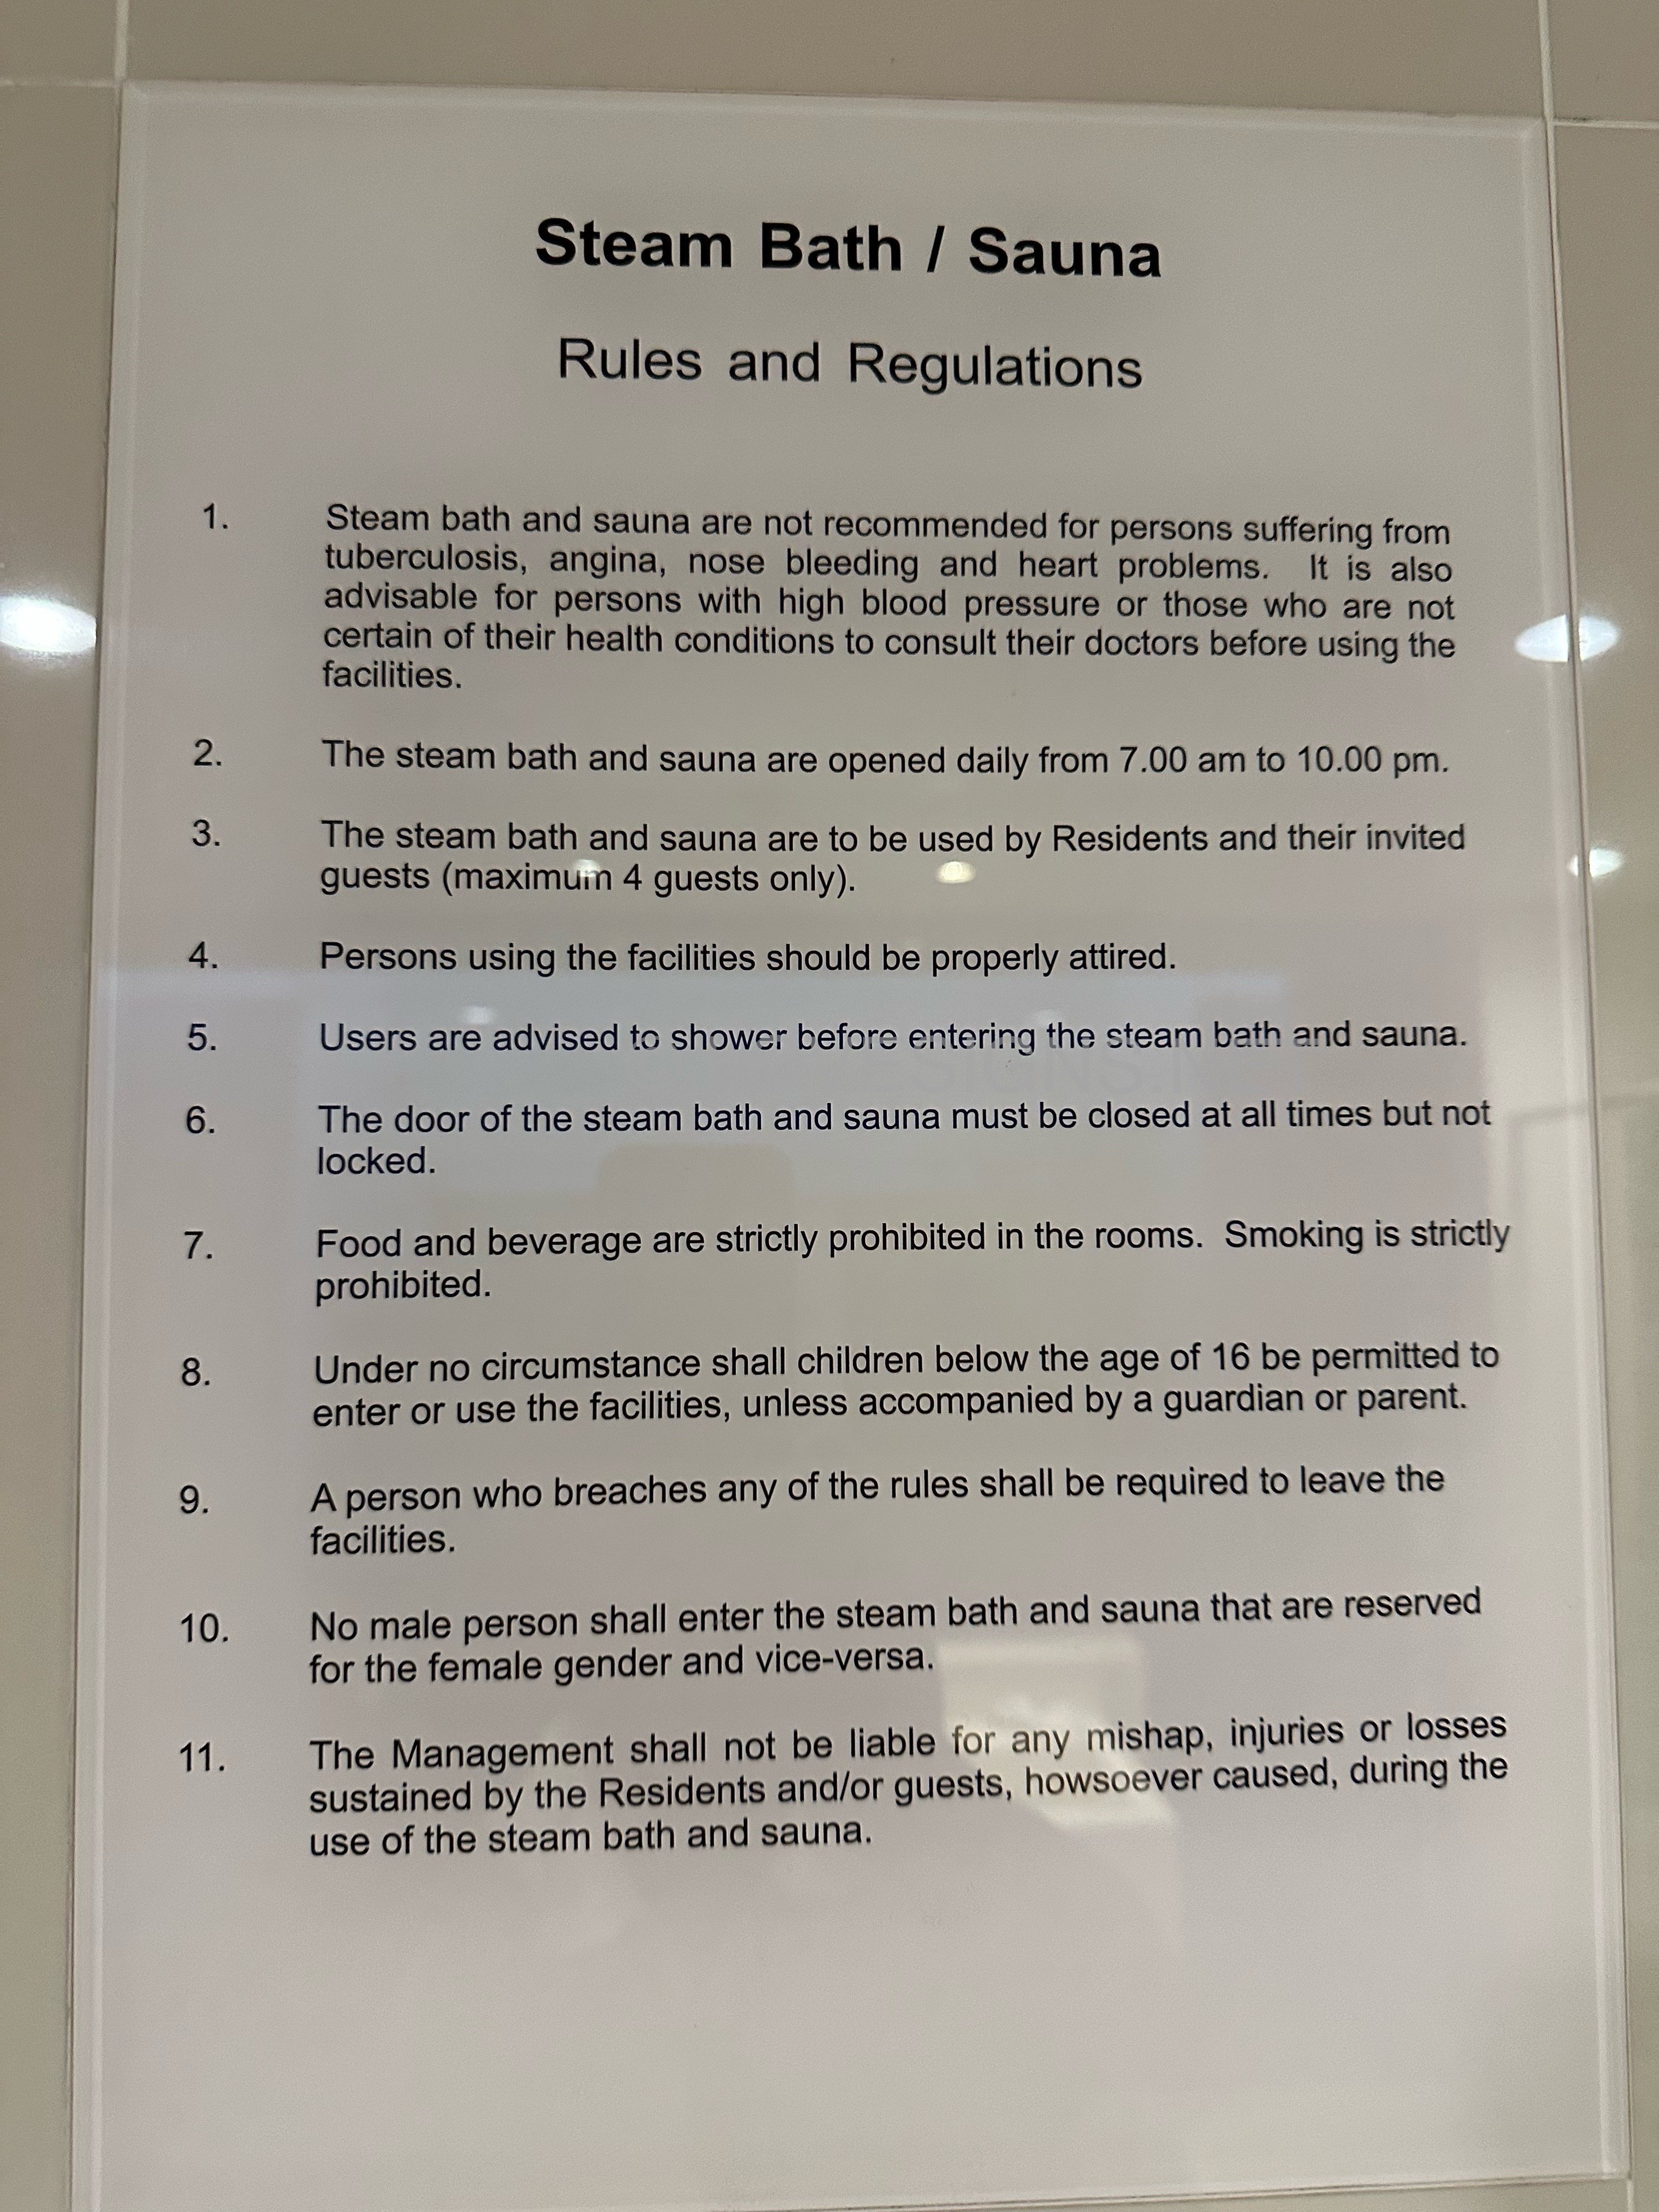 Steam Bath / Sauna
Rules and Regulations
1. Steam bath and sauna are not recommended for persons suffering from
tuberculosis, angina, nose bleeding and heart problems. It is also
advisable for persons with high blood pressure or those who are not
certain of their health conditions to consult their doctors before using the
facilities.
2. The steam bath and sauna are opened daily from 7.00 am to 10.00 pm.
3. The steam bath and sauna are to be used by Residents and their invited
guests (maximum 4 guests only).
4. Persons using the facilities should be properly attired.
5. Users are advised to shower before entering the steam bath and sauna.
6. The door of the steam bath and sauna must be closed at all times but not
locked.
7. Food and beverage are strictly prohibited in the rooms. Smoking is strictly
prohibited.
8. Under no circumstance shall children below the age of 16 be permitted to
enter or use the facilities, unless accompanied by a guardian or parent.
9. A person who breaches any of the rules shall be required to leave the
facilities.
10. No male person shall enter the steam bath and sauna that are reserved
for the female gender and vice-versa.
11. The Management shall not be liable for any mishap, injuries or losses
sustained by the Residents and/or guests, howsoever caused, during the
use of the steam bath and sauna.